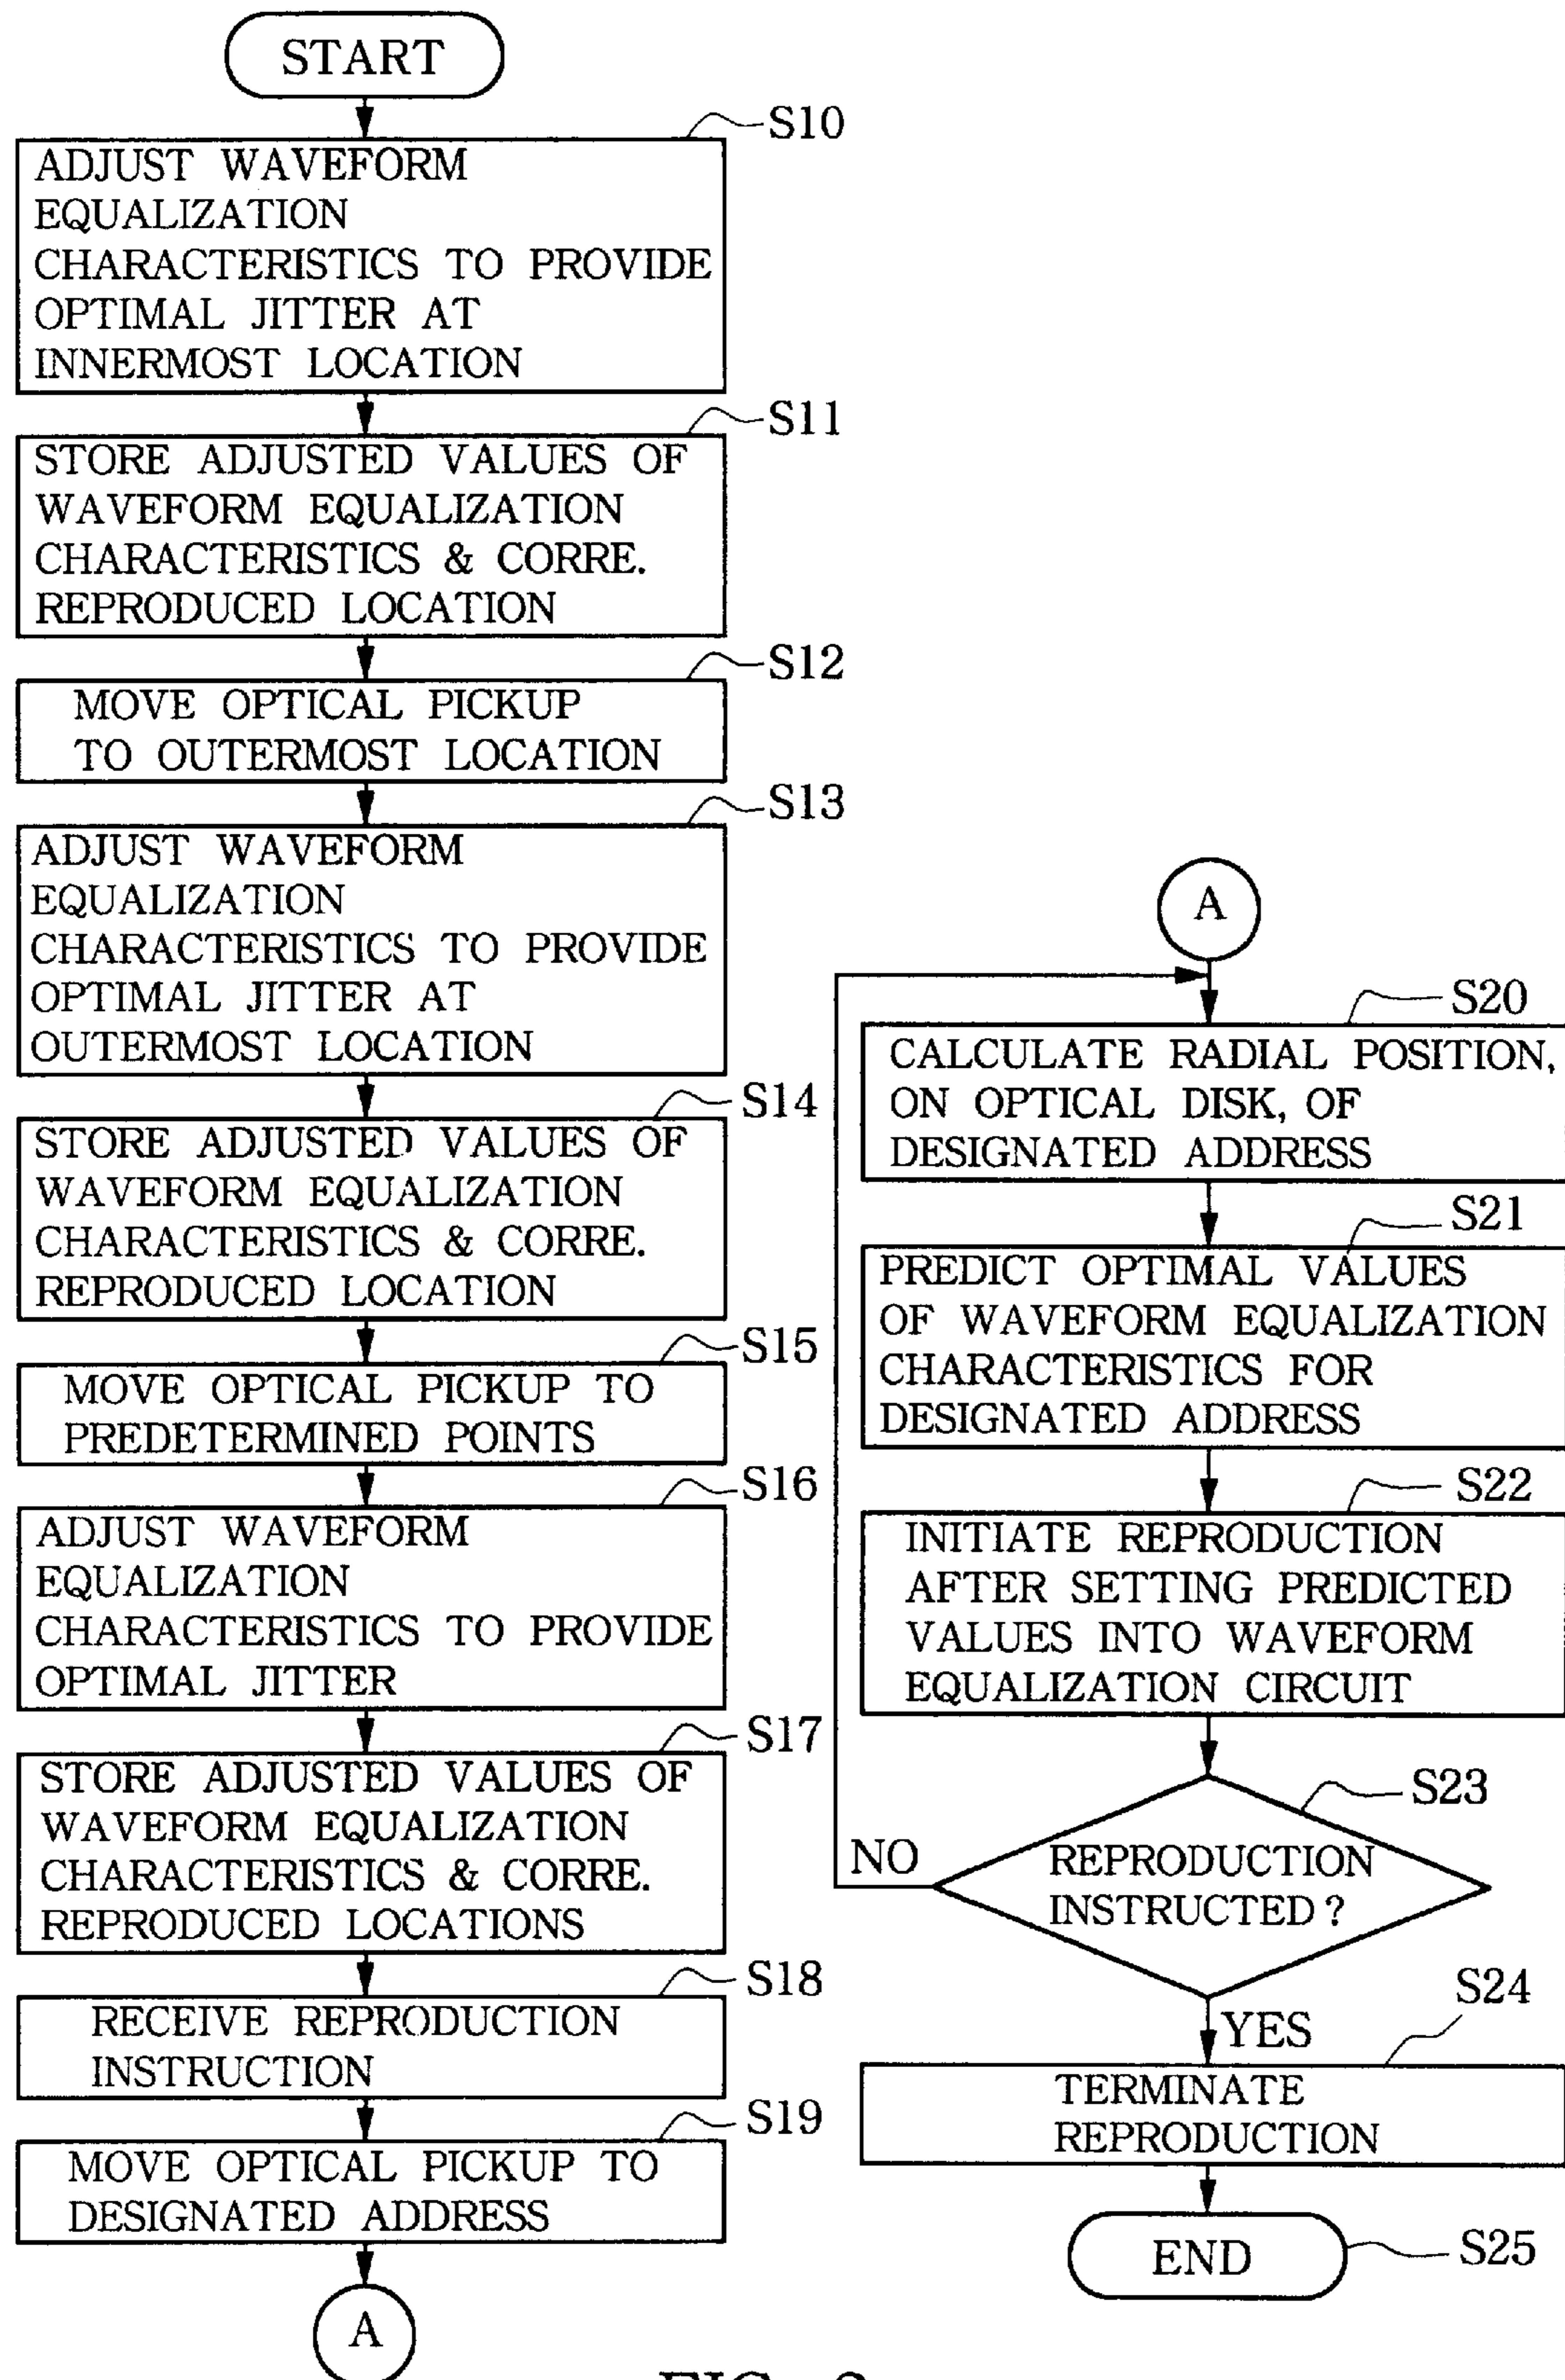 START
S10
ADJUST WAVEFORM
EQUALIZATION
CHARACTERISTICS TO PROVIDE
OPTIMAL JITTER AT
INNERMOST LOCATION
S11
STORE ADJUSTED VALUES OF
WAVEFORM EQUALIZATION
CHARACTERISTICS & CORRE.
REPRODUCED LOCATION
S12
MOVE OPTICAL PICKUP
TO OUTERMOST LOCATION
S13
ADJUST WAVEFORM
EQUALIZATION
CHARACTERISTICS TO PROVIDE
OPTIMAL JITTER AT
OUTERMOST LOCATION
S14
STORE ADJUSTED VALUES OF
WAVEFORM EQUALIZATION
CHARACTERISTICS & CORRE.
REPRODUCED LOCATION
S15
MOVE OPTICAL PICKUP TO
PREDETERMINED POINTS
S16
ADJUST WAVEFORM
EQUALIZATION
CHARACTERISTICS TO PROVIDE
OPTIMAL JITTER
S17
STORE ADJUSTED VALUES OF
WAVEFORM EQUALIZATION
CHARACTERISTICS & CORRE.
REPRODUCED LOCATIONS
S18
RECEIVE REPRODUCTION
INSTRUCTION
S19
MOVE OPTICAL PICKUP TO
DESIGNATED ADDRESS
A
A
S20
CALCULATE RADIAL POSITION,
ON OPTICAL DISK, OF
DESIGNATED ADDRESS
S21
PREDICT OPTIMAL VALUES
OF WAVEFORM EQUALIZATION
CHARACTERISTICS FOR
DESIGNATED ADDRESS
S22
INITIATE REPRODUCTION
AFTER SETTING PREDICTED
VALUES INTO WAVEFORM
EQUALIZATION CIRCUIT
S23
REPRODUCTION
INSTRUCTED?
NO
YES
S24
TERMINATE
REPRODUCTION
END
S25